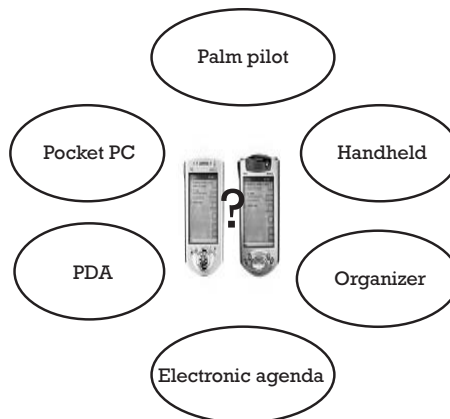 Palm pilot
Pocket PC
Handheld
?
PDA
Organizer
Electronic agenda